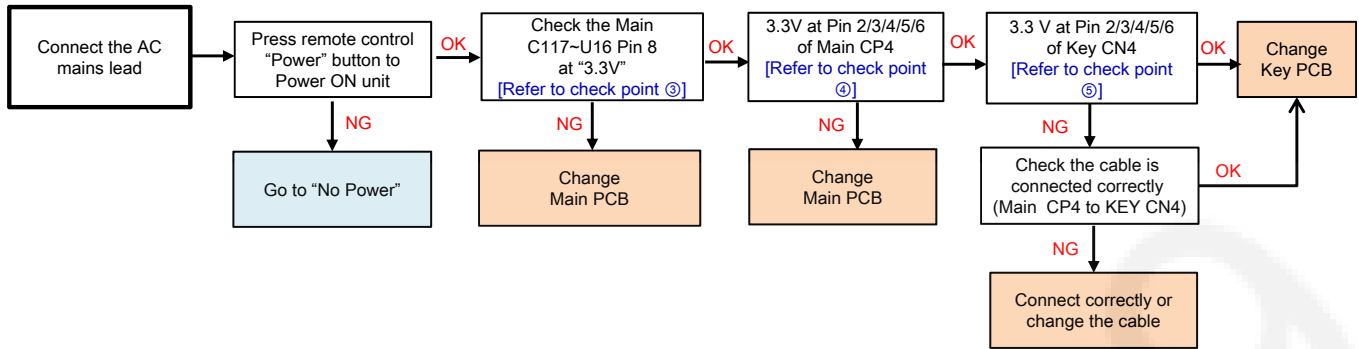 Connect the AC
mains lead
Press remote control
“Power” button to
Power ON unit
OK
Check the Main
C117~U16 Pin 8
at “3.3V”
[Refer to check point ③]
OK
3.3V at Pin 2/3/4/5/6
of Main CP4
[Refer to check point
④]
OK
3.3 V at Pin 2/3/4/5/6
of Key CN4
[Refer to check point
⑤]
OK
Change
Key PCB
NG
NG
NG
NG
Go to “No Power”
Change
Main PCB
Change
Main PCB
Check the cable is
connected correctly
(Main CP4 to KEY CN4)
OK
NG
Connect correctly or
change the cable